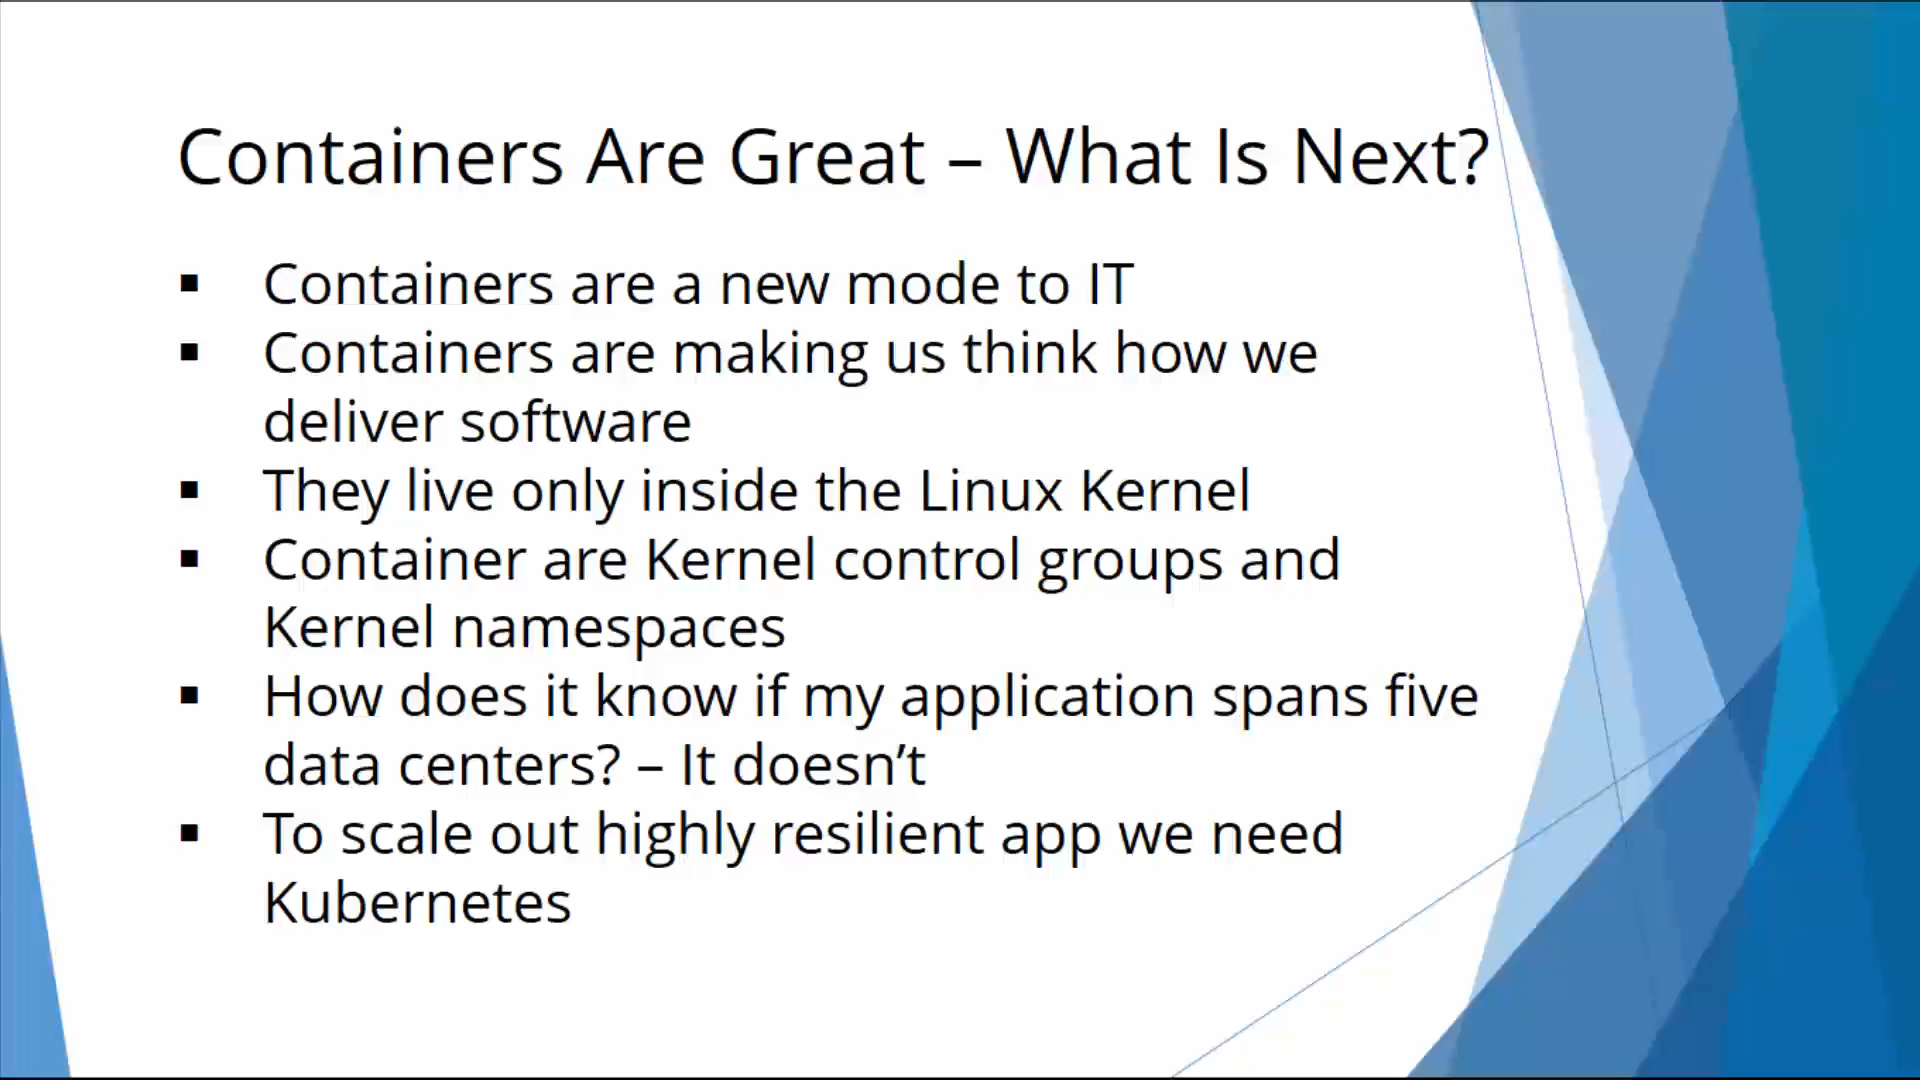 Containers Are Great – What Is Next?
▪ Containers are a new mode to IT
▪ Containers are making us think how we
deliver software
▪ They live only inside the Linux Kernel
▪ Container are Kernel control groups and
Kernel namespaces
▪ How does it know if my application spans five
data centers? – It doesn’t
▪ To scale out highly resilient app we need
Kubernetes